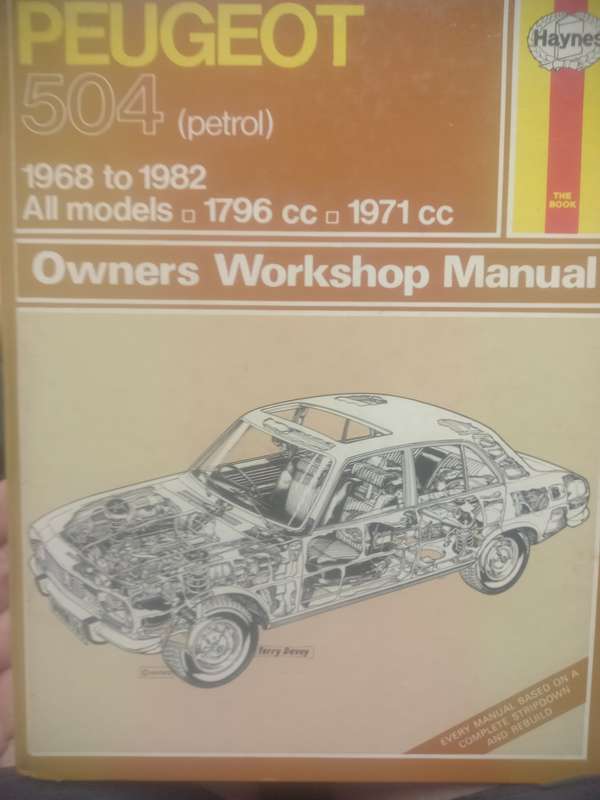 PEUGEOT
504 (petrol)
1968 to 1982
All models □ 1796 cc □ 1971 cc
Haynes
THE
BOOK
Owners Workshop Manual
Terry Davey
EVERY MANUAL BASED ON A
COMPLETE STRIPDOWN
AND REBUILD